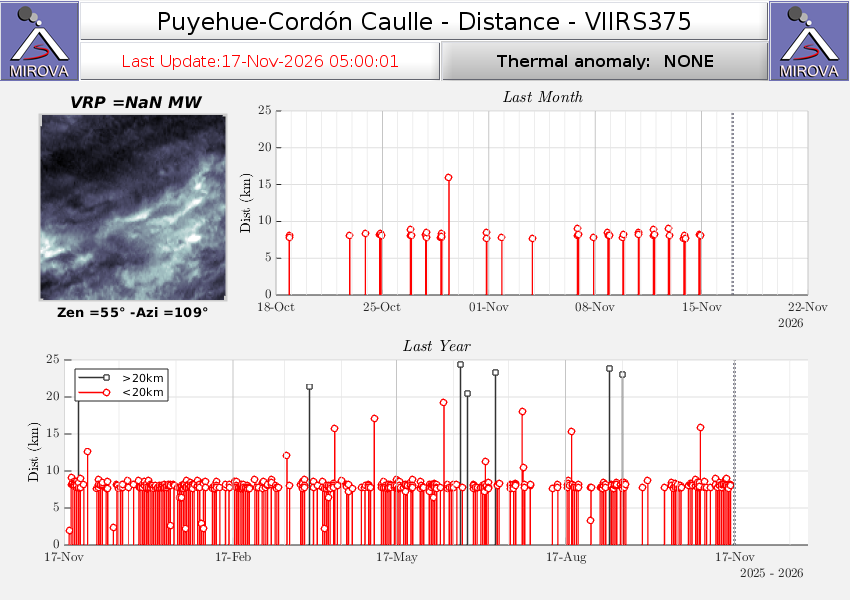 Puyehue-Cordón Caulle - Distance - VIIRS375
MIROVA
Last Update:17-Nov-2026 05:00:01
Thermal anomaly: NONE
MIROVA
VRP =NaN MW
Zen =55° -Azi =109°
Last Month
Dist (km)
25
20
15
10
5
0
18-Oct 25-Oct 01-Nov 08-Nov 15-Nov 22-Nov
2026
Last Year
>20km
<20km
Dist (km)
25
20
15
10
5
0
17-Nov 17-Feb 17-May 17-Aug 17-Nov
2025 - 2026